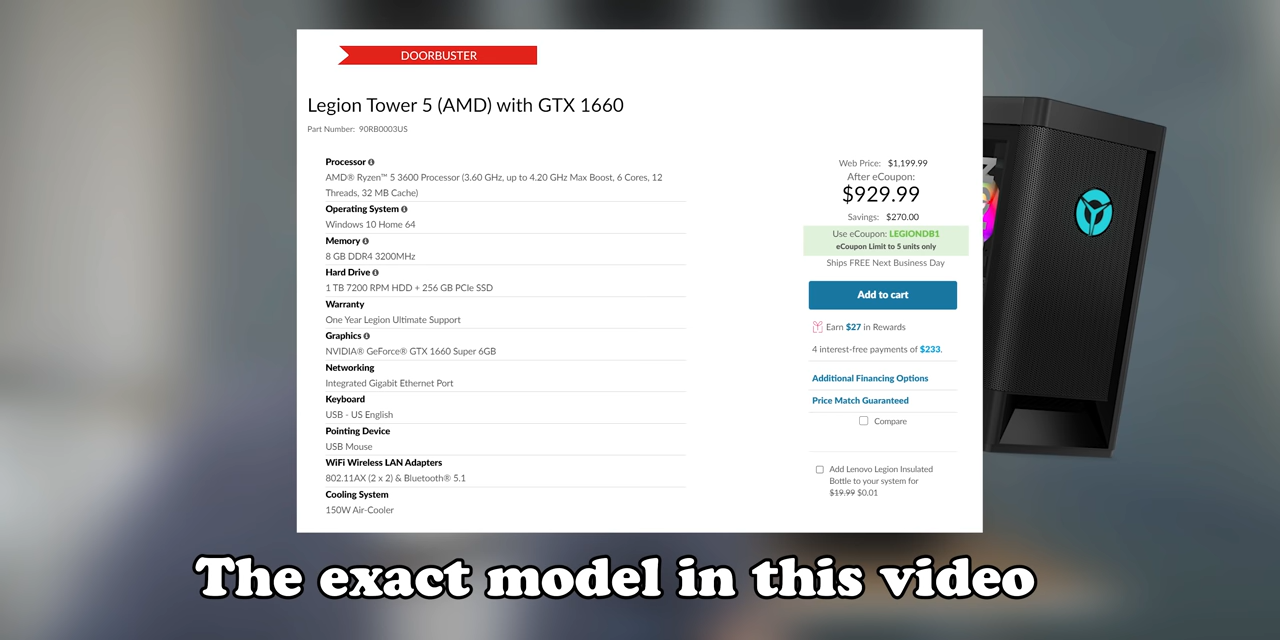 DOORBUSTER
Legion Tower 5 (AMD) with GTX 1660
Part Number: 90RB0003US
Processor
AMD® Ryzen™ 5 3600 Processor (3.60 GHz, up to 4.20 GHz Max Boost, 6 Cores, 12
Threads, 32 MB Cache)
Operating System
Windows 10 Home 64
Memory
8 GB DDR4 3200MHz
Hard Drive
1 TB 7200 RPM HDD + 256 GB PCIe SSD
Warranty
One Year Legion Ultimate Support
Graphics
NVIDIA® GeForce® GTX 1660 Super 6GB
Networking
Integrated Gigabit Ethernet Port
Keyboard
USB - US English
Pointing Device
USB Mouse
WiFi Wireless LAN Adapters
802.11AX (2 x 2) & Bluetooth® 5.1
Cooling System
150W Air-Cooler
Web Price: $1,199.99
After eCoupon:
$929.99
Savings: $270.00
Use eCoupon: LEGIONDB1
eCoupon Limit to 5 units only
Ships FREE Next Business Day
Add to cart
Earn $27 in Rewards
4 interest-free payments of $233.
Additional Financing Options
Price Match Guaranteed
Compare
Add Lenovo Legion Insulated
Bottle to your system for
$19.99 $0.01
The exact model in this video